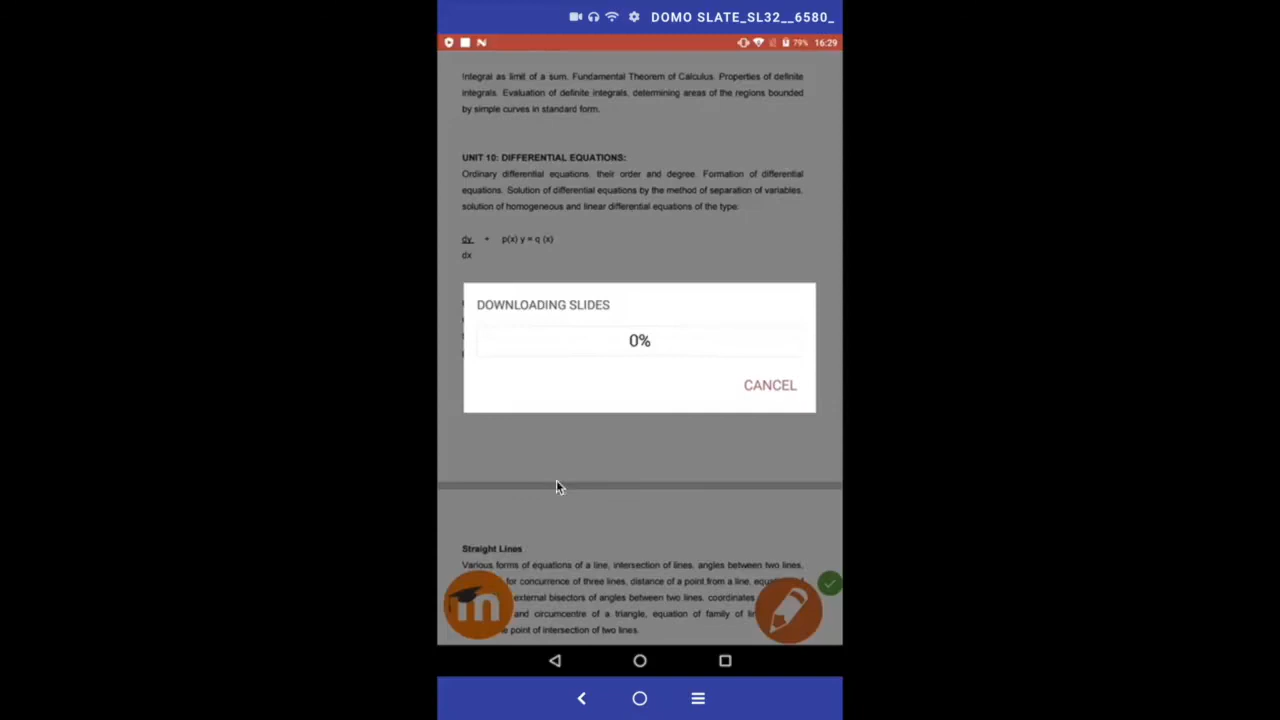 DOMO SLATE_SL32__6580_
79% 16:29
Integral as limit of a sum. Fundamental Theorem of Calculus. Properties of definite
integrals. Evaluation of definite integrals, determining areas of the regions bounded
by simple curves in standard form.
UNIT 10: DIFFERENTIAL EQUATIONS:
Ordinary differential equations, their order and degree. Formation of differential
equations. Solution of differential equations by the method of separation of variables,
solution of homogeneous and linear differential equations of the type:
dy + p(x) y = q (x)
dx
DOWNLOADING SLIDES
0%
CANCEL
Straight Lines
Various forms of equations of a line, intersection of lines, angles between two lines,
for concurrence of three lines, distance of a point from a line,
external bisectors of angles between two lines, coordinates
and circumcentre of a triangle, equation of family of
point of intersection of two lines.
m